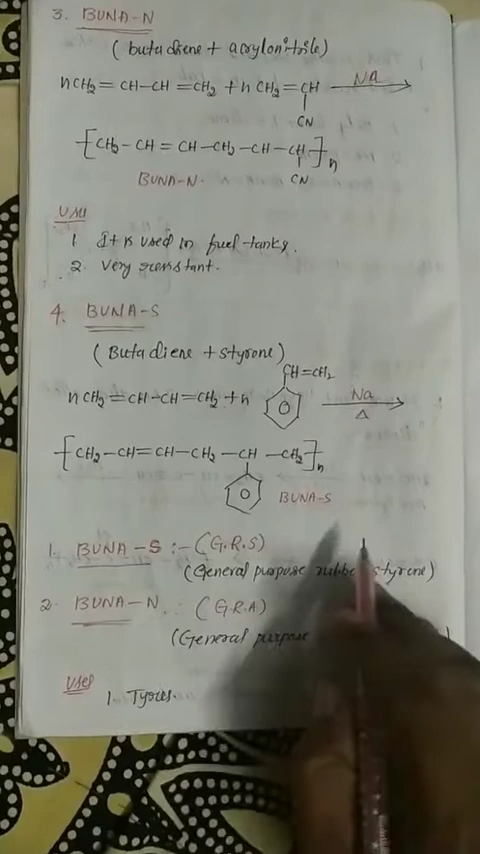 3. BUNA-N
(butadiene + acrylonitrile)
nCH₂=CH-CH=CH₂ + n CH₂=CH Na→
CN
[CH₂-CH=CH-CH₂-CH-CH]n
BUNA-N. CN
Uses
1 It is used in fuel tanks.
2. Very resistant.
4. BUNA-S
(Butadiene + styrone)
CH=CH₂
nCH₂=CH-CH=CH₂ + n Na→
Δ
[CH₂-CH=CH-CH₂-CH-CH₂]n
BUNA-S
1. BUNA-S :- (G.R.S)
(General purpose rubber styrene)
2. BUNA-N. : (G.R.A)
(General purpose
Uses
1. Tyres.